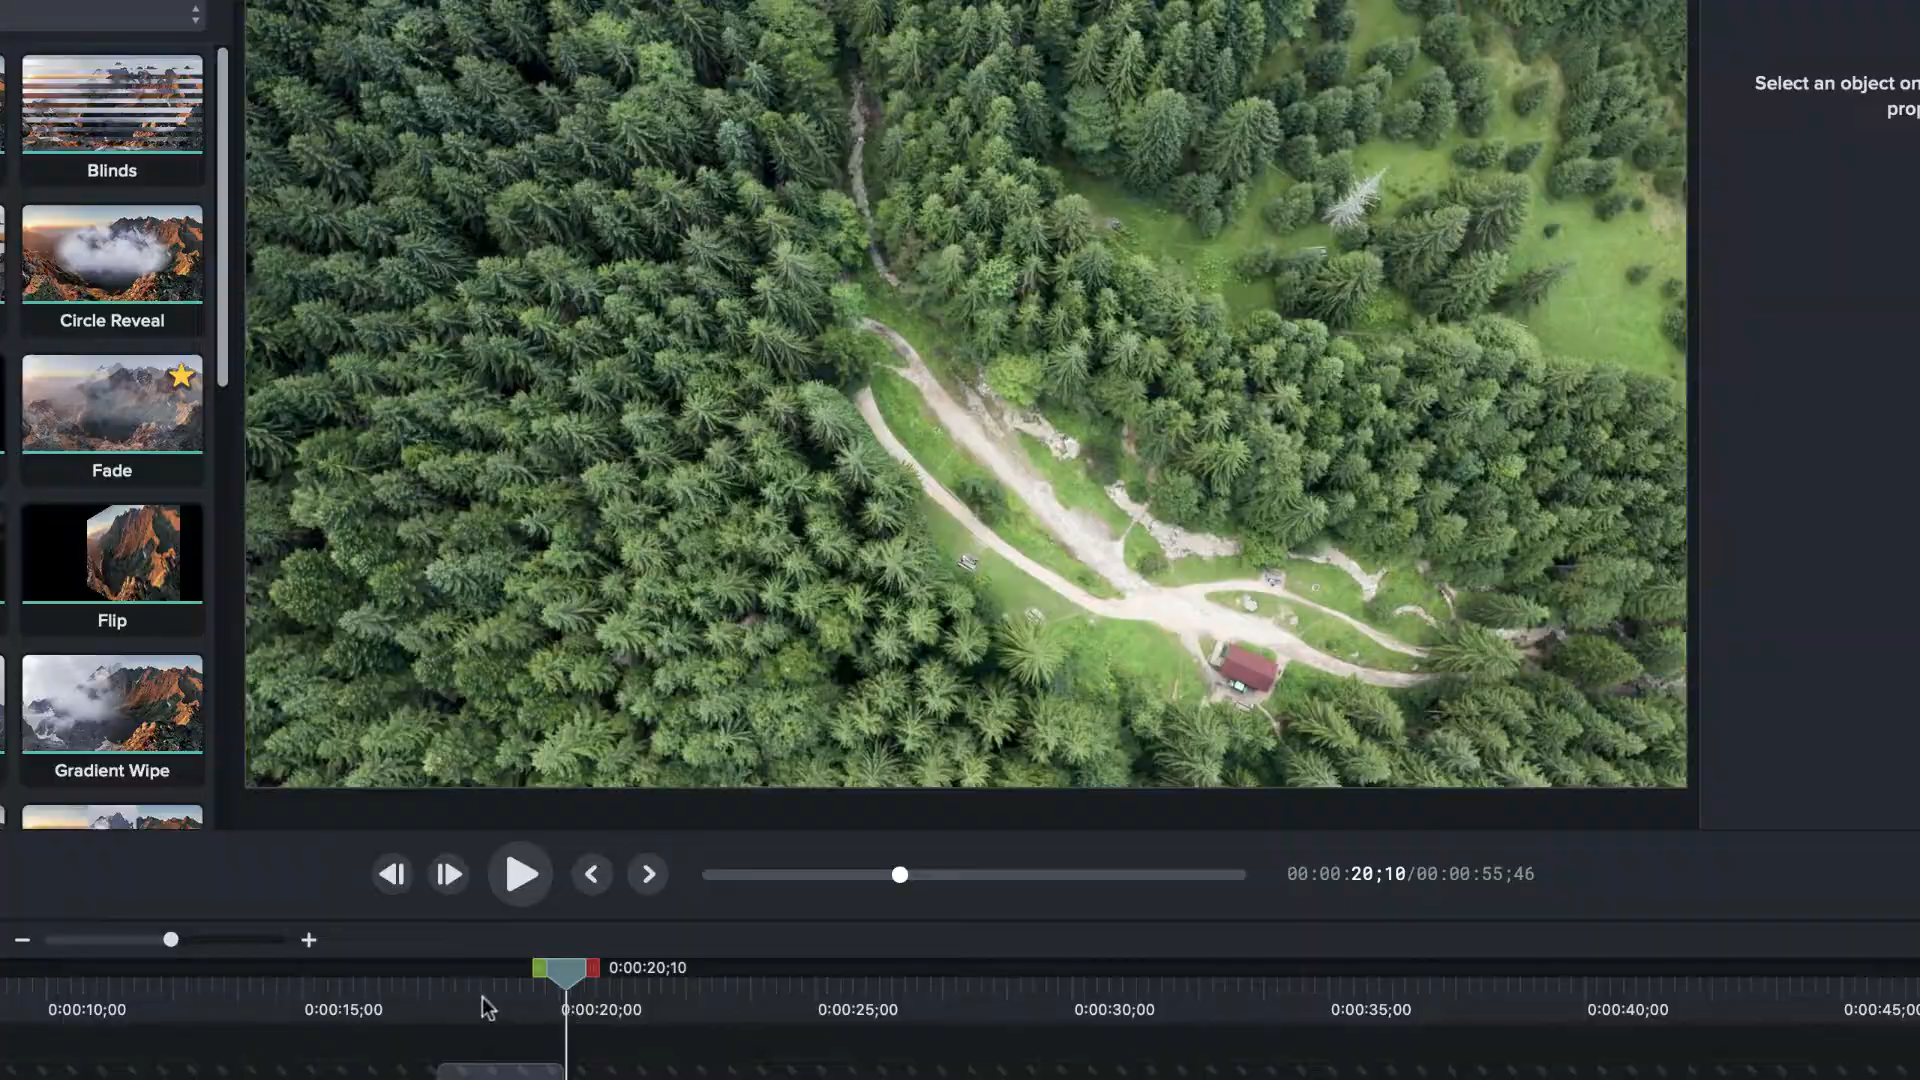 Select an object on
prop
Blinds
Circle Reveal
Fade
Flip
Gradient Wipe
00:00:20;10/00:00:55;46
0:00:20;10
0:00:10;00
0:00:15;00
0:00:20;00
0:00:25;00
0:00:30;00
0:00:35;00
0:00:40;00
0:00:45;00